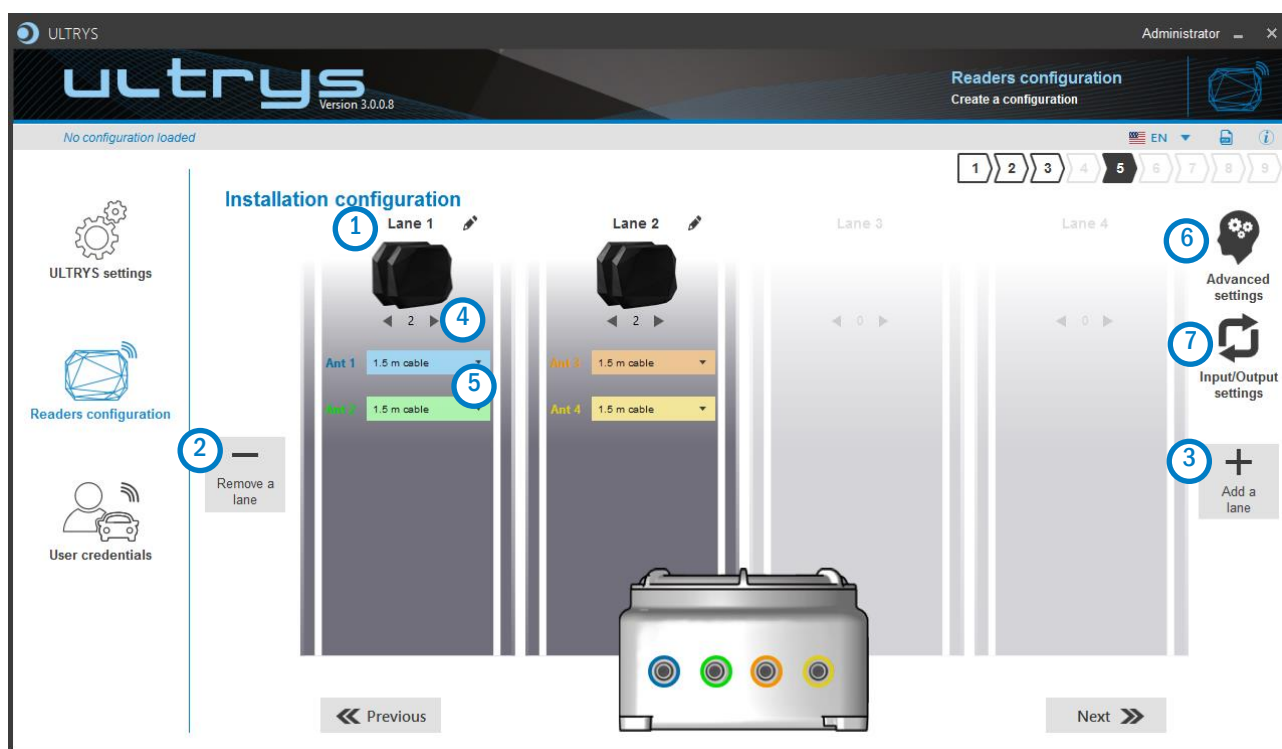 ULTRYS
Administrator
ultrys
Version 3.0.0.8
Readers configuration
Create a configuration
No configuration loaded
EN
1 2 3 4 5 6 7 8 9
Installation configuration
1
Lane 1
Lane 2
Lane 3
Lane 4
2
4
2
0
0
Ant 1
1.5 m cable
Ant 3
1.5 m cable
5
Ant 2
1.5 m cable
Ant 4
1.5 m cable
ULTRYS settings
Readers configuration
User credentials
2
Remove a
lane
6
Advanced
settings
7
Input/Output
settings
3
Add a
lane
Previous
Next